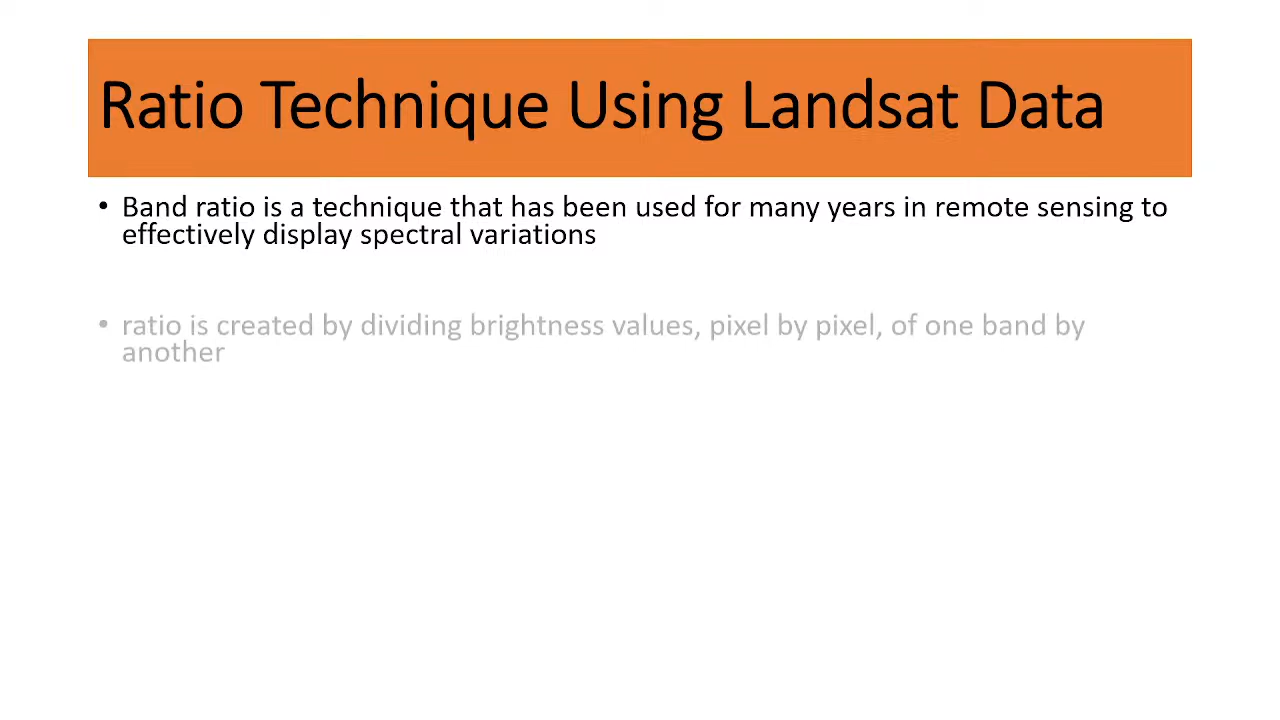 Ratio Technique Using Landsat Data
• Band ratio is a technique that has been used for many years in remote sensing to
effectively display spectral variations
• ratio is created by dividing brightness values, pixel by pixel, of one band by
another